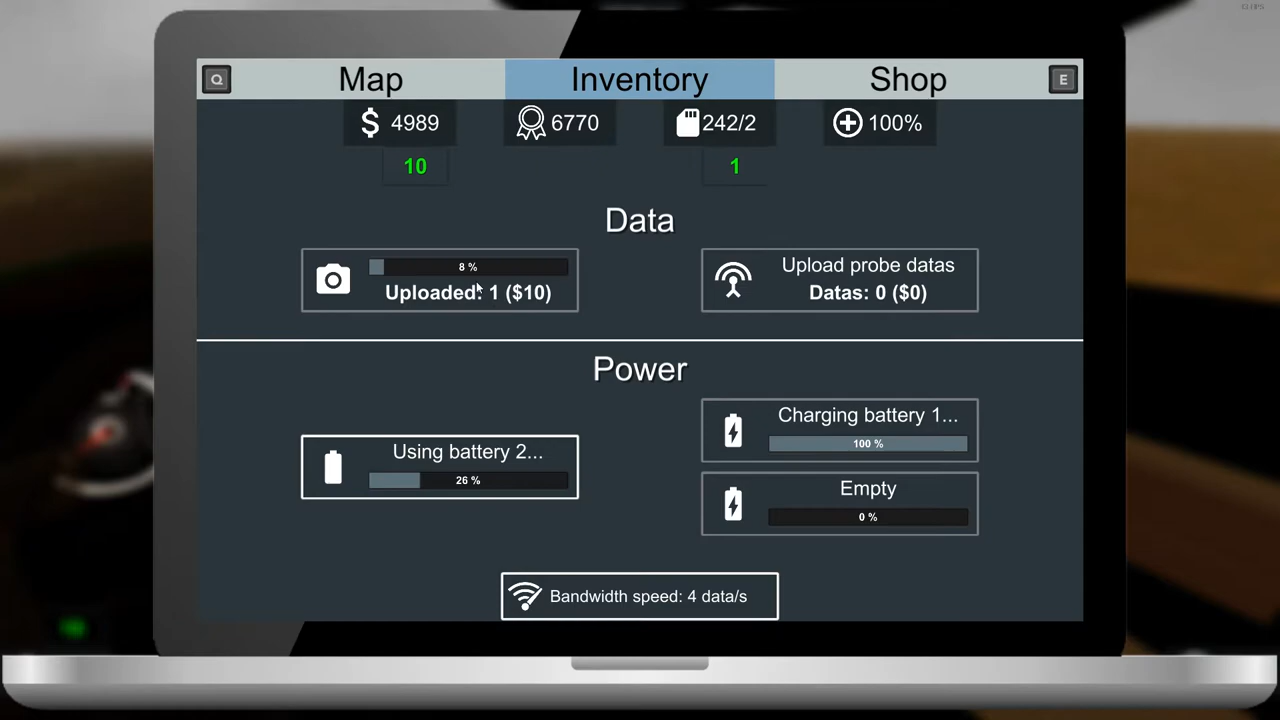 Q
Map
Inventory
Shop
E
$ 4989
6770
242/2
100%
10
1
Data
8 %
Uploaded: 1 ($10)
Upload probe datas
Datas: 0 ($0)
Power
Using battery 2...
26 %
Charging battery 1...
100 %
Empty
0 %
Bandwidth speed: 4 data/s